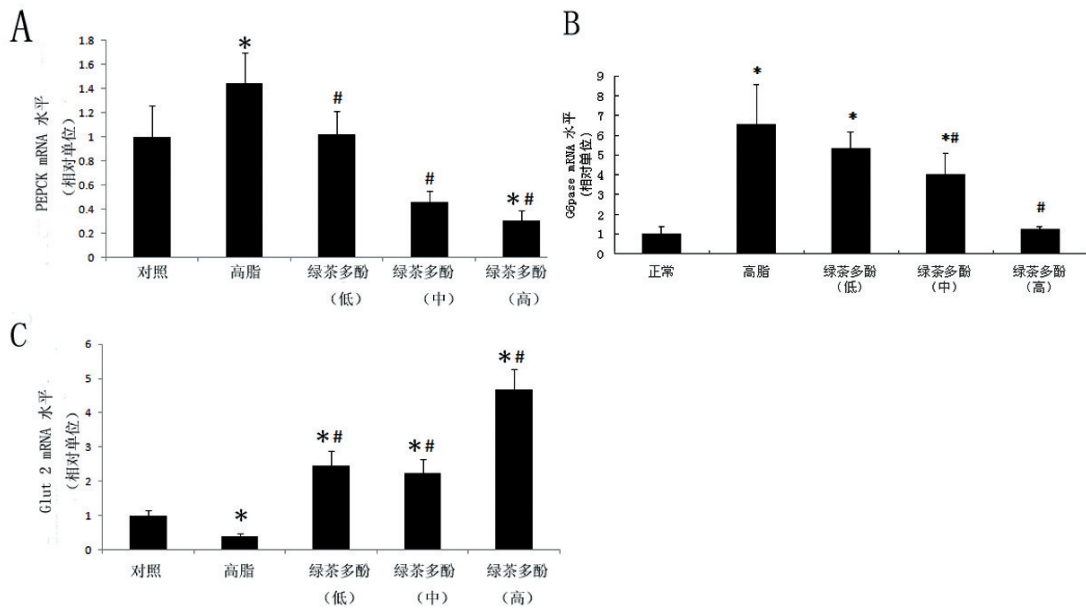 A
PEPCK mRNA 水平
(相对单位)
1.8
1.6
1.4
1.2
1
0.8
0.6
0.4
0.2
0
*
#
#
*#
对照 高脂 绿茶多酚 绿茶多酚 绿茶多酚
(低) (中) (高)
B
G6pase mRNA 水平
(相对单位)
9
8
7
6
5
4
3
2
1
0
*
*
*#
#
正常 高脂 绿茶多酚 绿茶多酚 绿茶多酚
(低) (中) (高)
C
Glut 2 mRNA 水平
(相对单位)
6
5
4
3
2
1
0
*
*#
*#
*#
对照 高脂 绿茶多酚 绿茶多酚 绿茶多酚
(低) (中) (高)